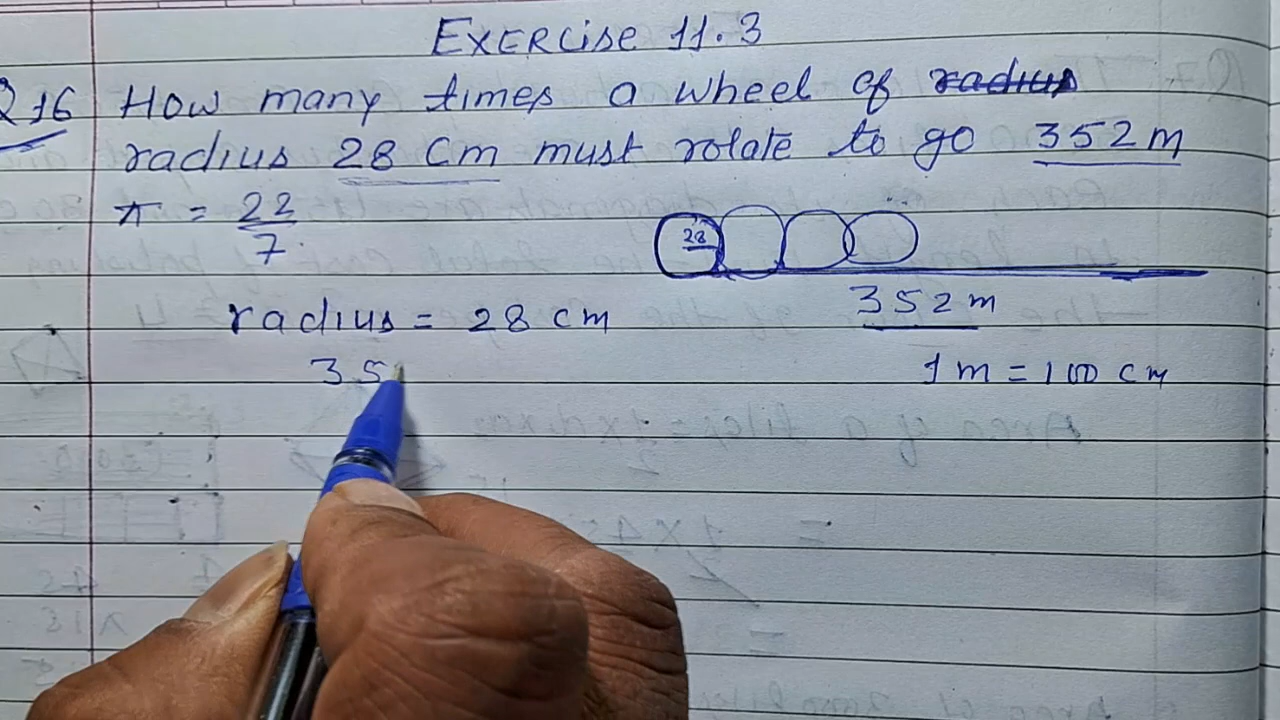 Exercise 11.3
Q 16 How many times a wheel of radius
radius 28 cm must rotate to go 352 m
π = 22/7
28
352 m
radius = 28 cm
35
1 m = 100 cm